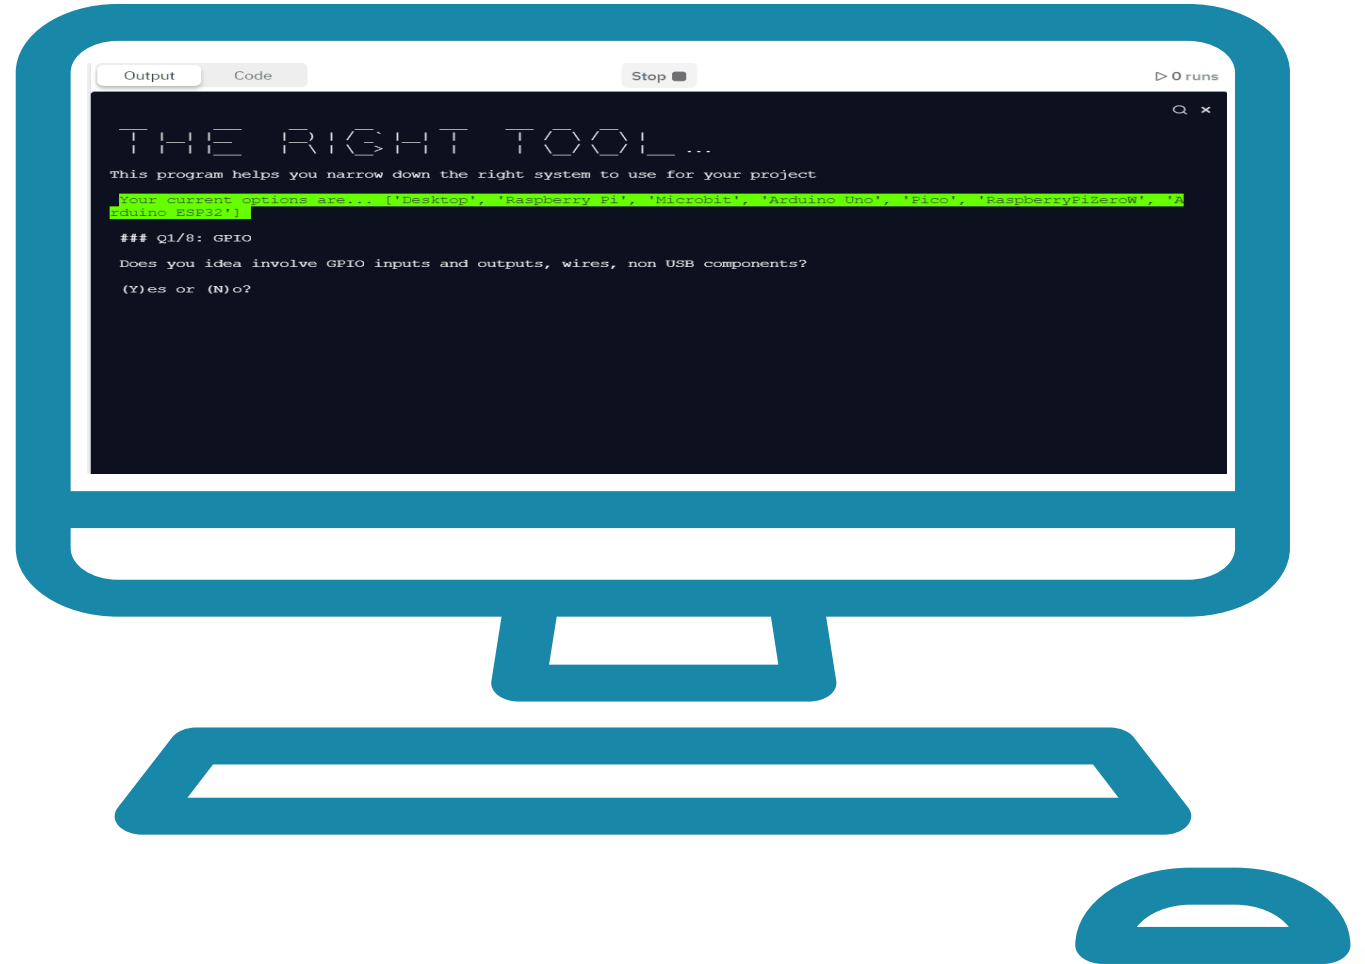 Output Code Stop 0 runs
THE RIGHT TOOL...
This program helps you narrow down the right system to use for your project
Your current options are... ['Desktop', 'Raspberry Pi', 'Microbit', 'Arduino Uno', 'Pico', 'RaspberryPiZeroW', 'A
rduino ESP32']
### Q1/8: GPIO
Does you idea involve GPIO inputs and outputs, wires, non USB components?
(Y)es or (N)o?